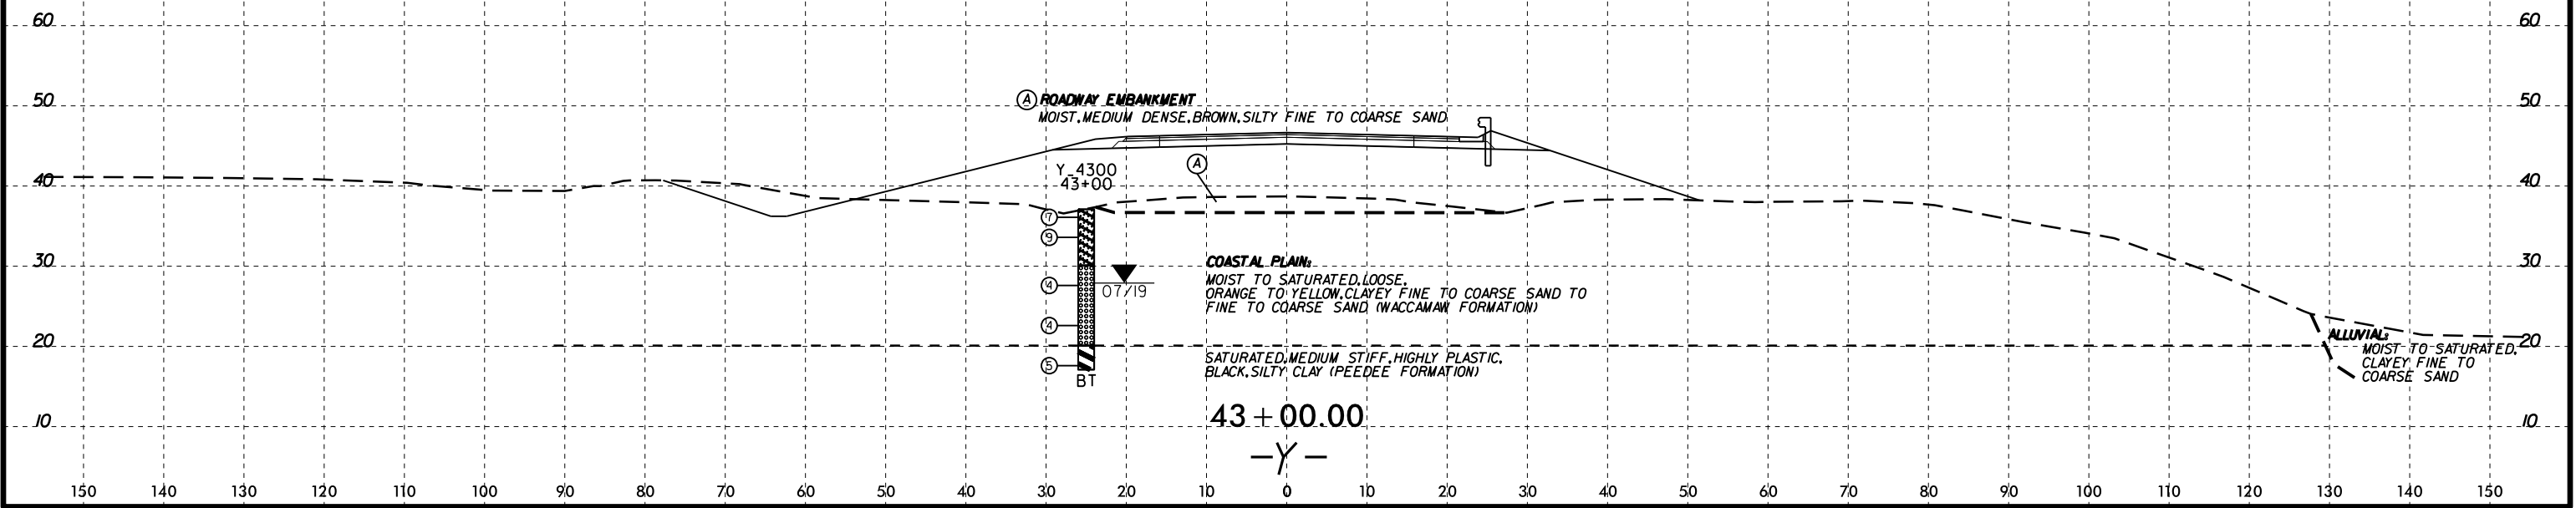 60 60
50 50
Ⓐ ROADWAY EMBANKMENT
MOIST, MEDIUM DENSE, BROWN, SILTY FINE TO COARSE SAND
A
Y_4300
43+00
40 40
7
9
30 30
COASTAL PLAIN:
MOIST TO SATURATED, LOOSE,
ORANGE TO YELLOW, CLAYEY FINE TO COARSE SAND TO
FINE TO COARSE SAND (WACCAMAW FORMATION)
4
07/19
4
20 20
ALLUVIAL:
MOIST TO SATURATED,
CLAYEY FINE TO
COARSE SAND
SATURATED, MEDIUM STIFF, HIGHLY PLASTIC,
BLACK, SILTY CLAY (PEEDEE FORMATION)
5
BT
10 10
43+00.00
-Y-
150 140 130 120 110 100 90 80 70 60 50 40 30 20 10 0 10 20 30 40 50 60 70 80 90 100 110 120 130 140 150